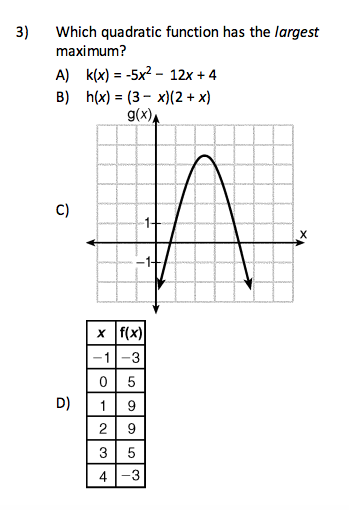 3) Which quadratic function has the largest
maximum?
A) k(x) = -5x² – 12x + 4
B) h(x) = (3 – x)(2 + x)
g(x)
C)
1
x
–1
D)
x f(x)
–1 –3
0 5
1 9
2 9
3 5
4 –3